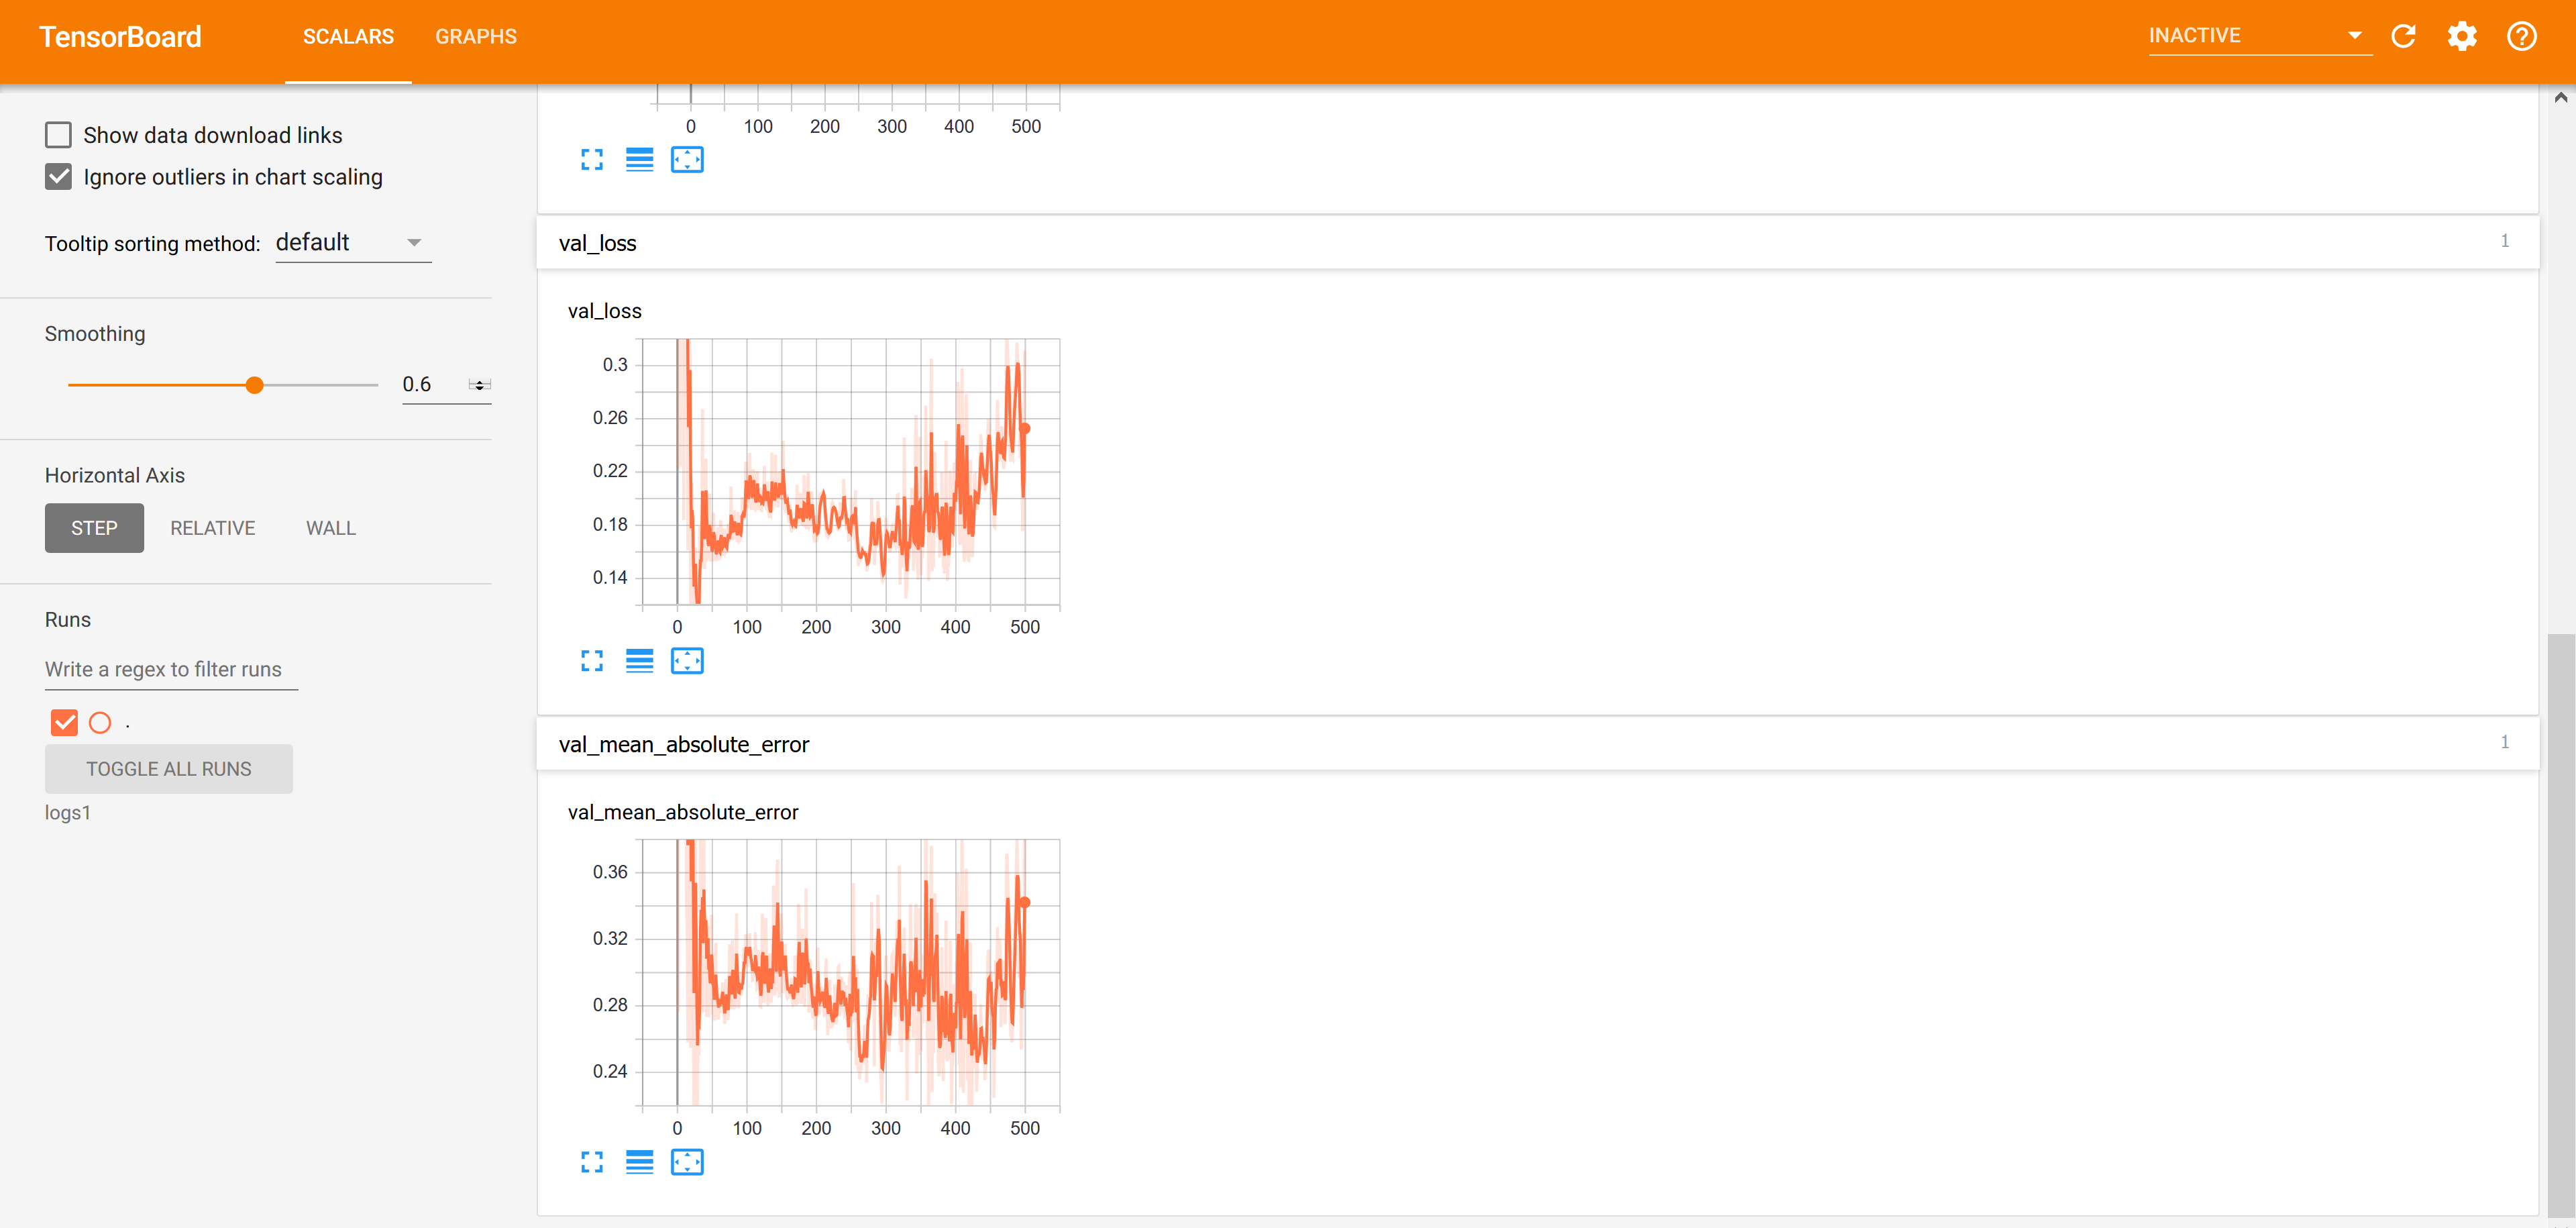 TensorBoard SCALARS GRAPHS INACTIVE
Show data download links
Ignore outliers in chart scaling
Tooltip sorting method: default
Smoothing
0.6
Horizontal Axis
STEP RELATIVE WALL
Runs
Write a regex to filter runs
.
TOGGLE ALL RUNS
logs1
0 100 200 300 400 500
val_loss 1
val_loss
0.3
0.26
0.22
0.18
0.14
0 100 200 300 400 500
val_mean_absolute_error 1
val_mean_absolute_error
0.36
0.32
0.28
0.24
0 100 200 300 400 500